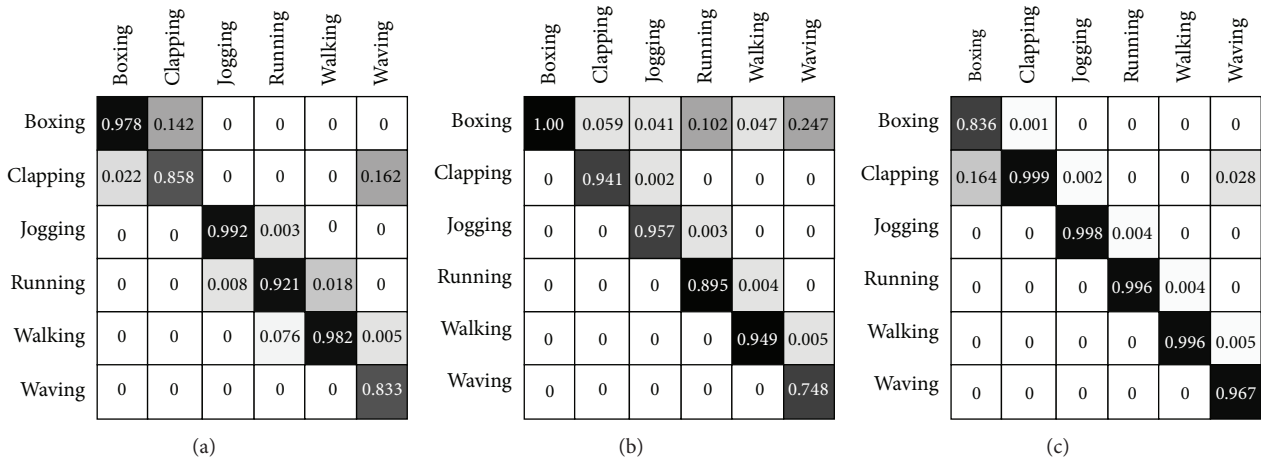 Boxing Clapping Jogging Running Walking Waving
Boxing 0.978 0.142 0 0 0 0
Clapping 0.022 0.858 0 0 0 0.162
Jogging 0 0 0.992 0.003 0 0
Running 0 0 0.008 0.921 0.018 0
Walking 0 0 0 0.076 0.982 0.005
Waving 0 0 0 0 0 0.833
(a)
Boxing Clapping Jogging Running Walking Waving
Boxing 1.00 0.059 0.041 0.102 0.047 0.247
Clapping 0 0.941 0.002 0 0 0
Jogging 0 0 0.957 0.003 0 0
Running 0 0 0 0.895 0.004 0
Walking 0 0 0 0 0.949 0.005
Waving 0 0 0 0 0 0.748
(b)
Boxing Clapping Jogging Running Walking Waving
Boxing 0.836 0.001 0 0 0 0
Clapping 0.164 0.999 0.002 0 0 0.028
Jogging 0 0 0.998 0.004 0 0
Running 0 0 0 0.996 0.004 0
Walking 0 0 0 0 0.996 0.005
Waving 0 0 0 0 0 0.967
(c)